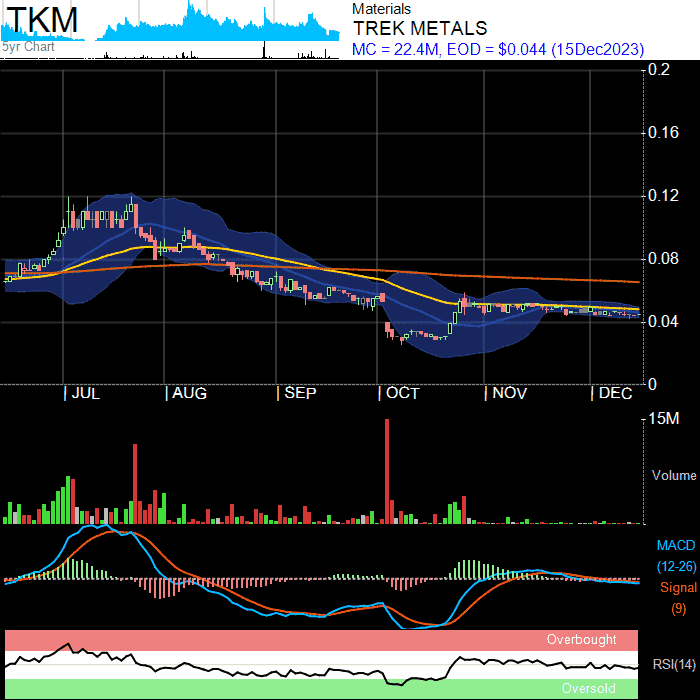 TKM
5yr Chart
Materials
TREK METALS
MC = 22.4M, EOD = $0.044 (15Dec2023)
0.2
0.16
0.12
0.08
0.04
0
JUL AUG SEP OCT NOV DEC
15M
Volume
MACD
(12-26)
Signal
(9)
Overbought
RSI(14)
Oversold